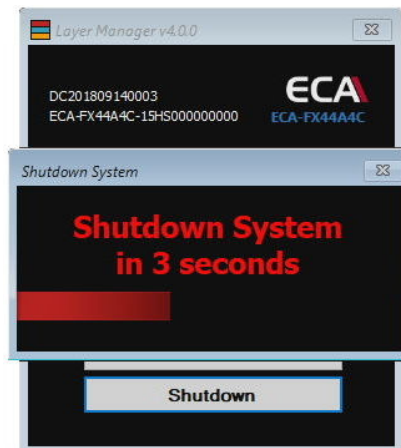 Layer Manager v4.0.0
DC201809140003
ECA
ECA-FX44A4C-15HS000000000
ECA-FX44A4C
Shutdown System
Shutdown System
in 3 seconds
Shutdown